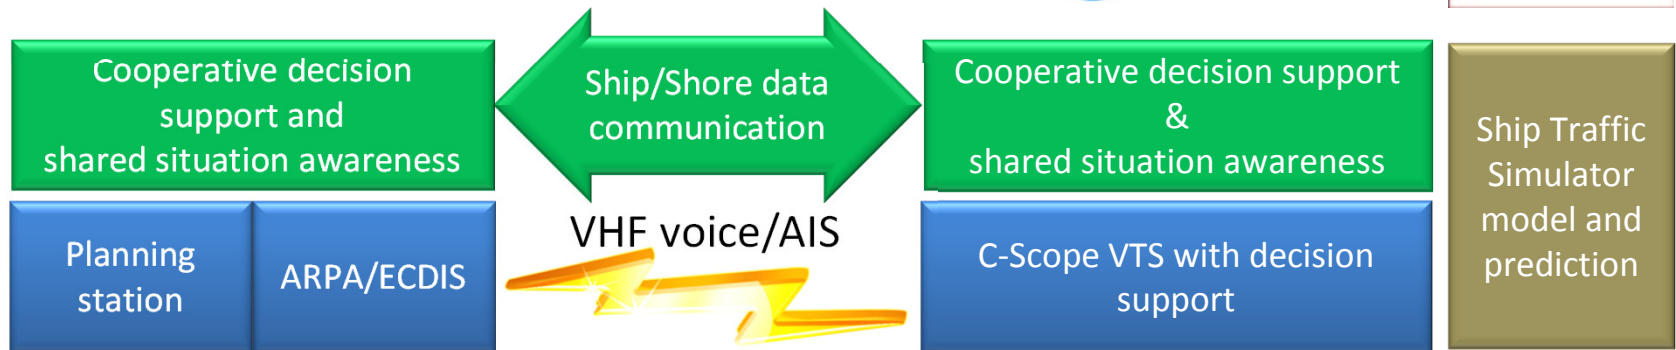 Cooperative decision
support and
shared situation awareness
Ship/Shore data
communication
Cooperative decision support
&
shared situation awareness
Ship Traffic
Simulator
model and
prediction
Planning
station
ARPA/ECDIS
VHF voice/AIS
C-Scope VTS with decision
support